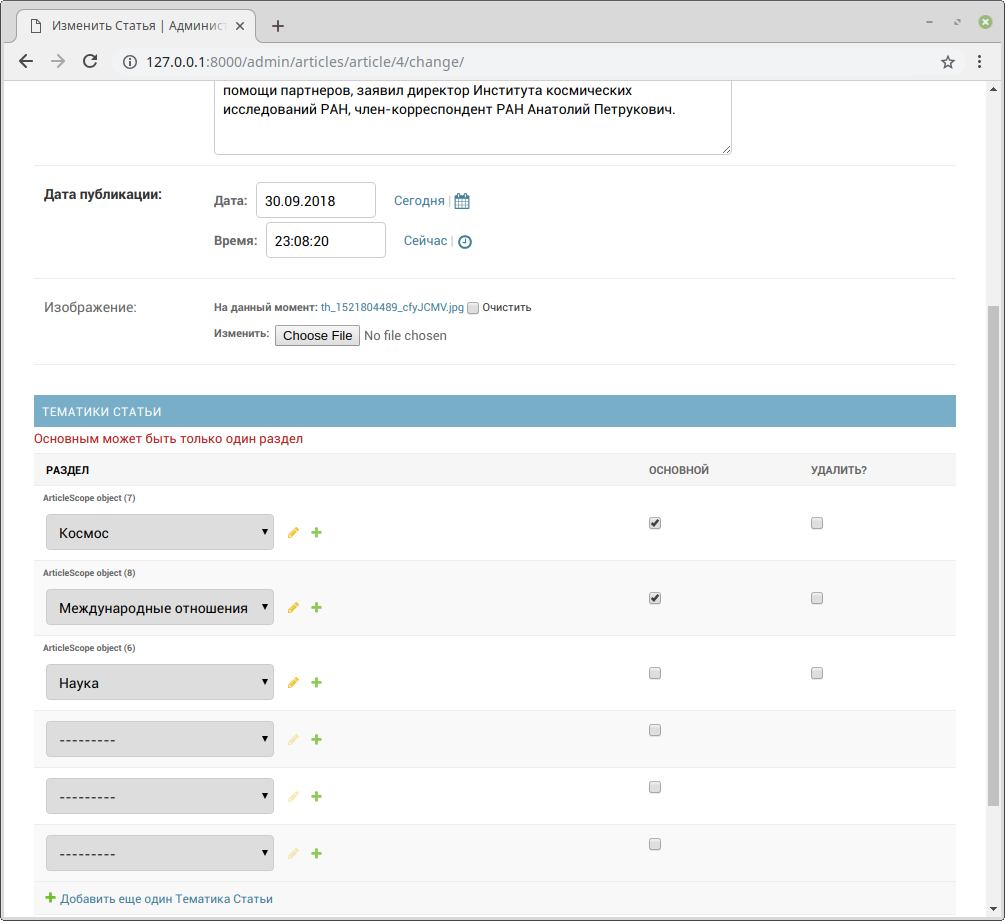 Изменить Статья | Админис
127.0.0.1:8000/admin/articles/article/4/change/
помощи партнеров, заявил директор Института космических
исследований РАН, член-корреспондент РАН Анатолий Петрукович.
Дата публикации:
Дата: 30.09.2018 Сегодня |
Время: 23:08:20 Сейчас |
Изображение:
На данный момент: th_1521804489_cfyJCMV.jpg Очистить
Изменить: Choose File No file chosen
ТЕМАТИКИ СТАТЬИ
Основным может быть только один раздел
РАЗДЕЛ ОСНОВНОЙ УДАЛИТЬ?
ArticleScope object (7)
Космос
ArticleScope object (8)
Международные отношения
ArticleScope object (6)
Наука
---------
---------
---------
Добавить еще один Тематика Статьи